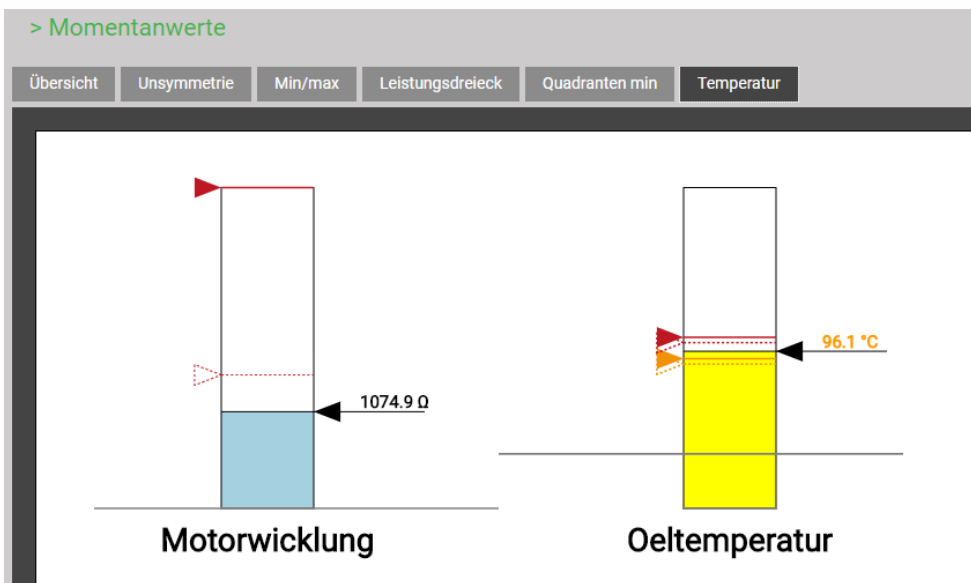 > Momentanwerte
Übersicht Unsymmetrie Min/max Leistungsdreieck Quadranten min Temperatur
96.1 °C
1074.9 Ω
Motorwicklung Oeltemperatur